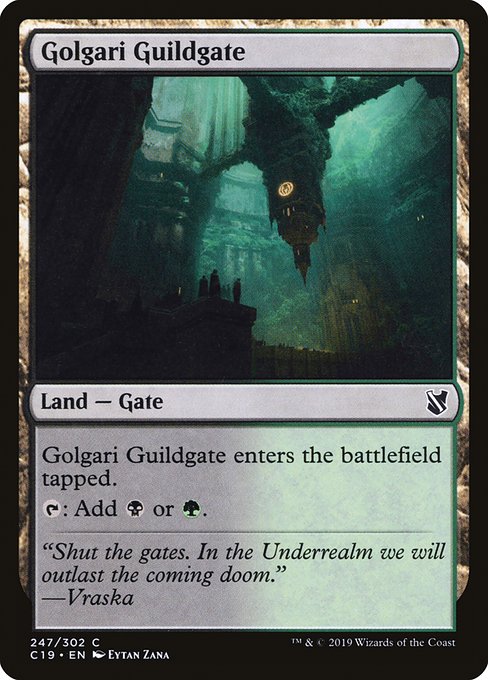 Golgari Guildgate
Land — Gate
Golgari Guildgate enters the battlefield
tapped.
: Add or .
“Shut the gates. In the Underrealm we will
outlast the coming doom.”
—Vraska
247/302 C
C19 • EN Eytan Zana
™ & © 2019 Wizards of the Coast